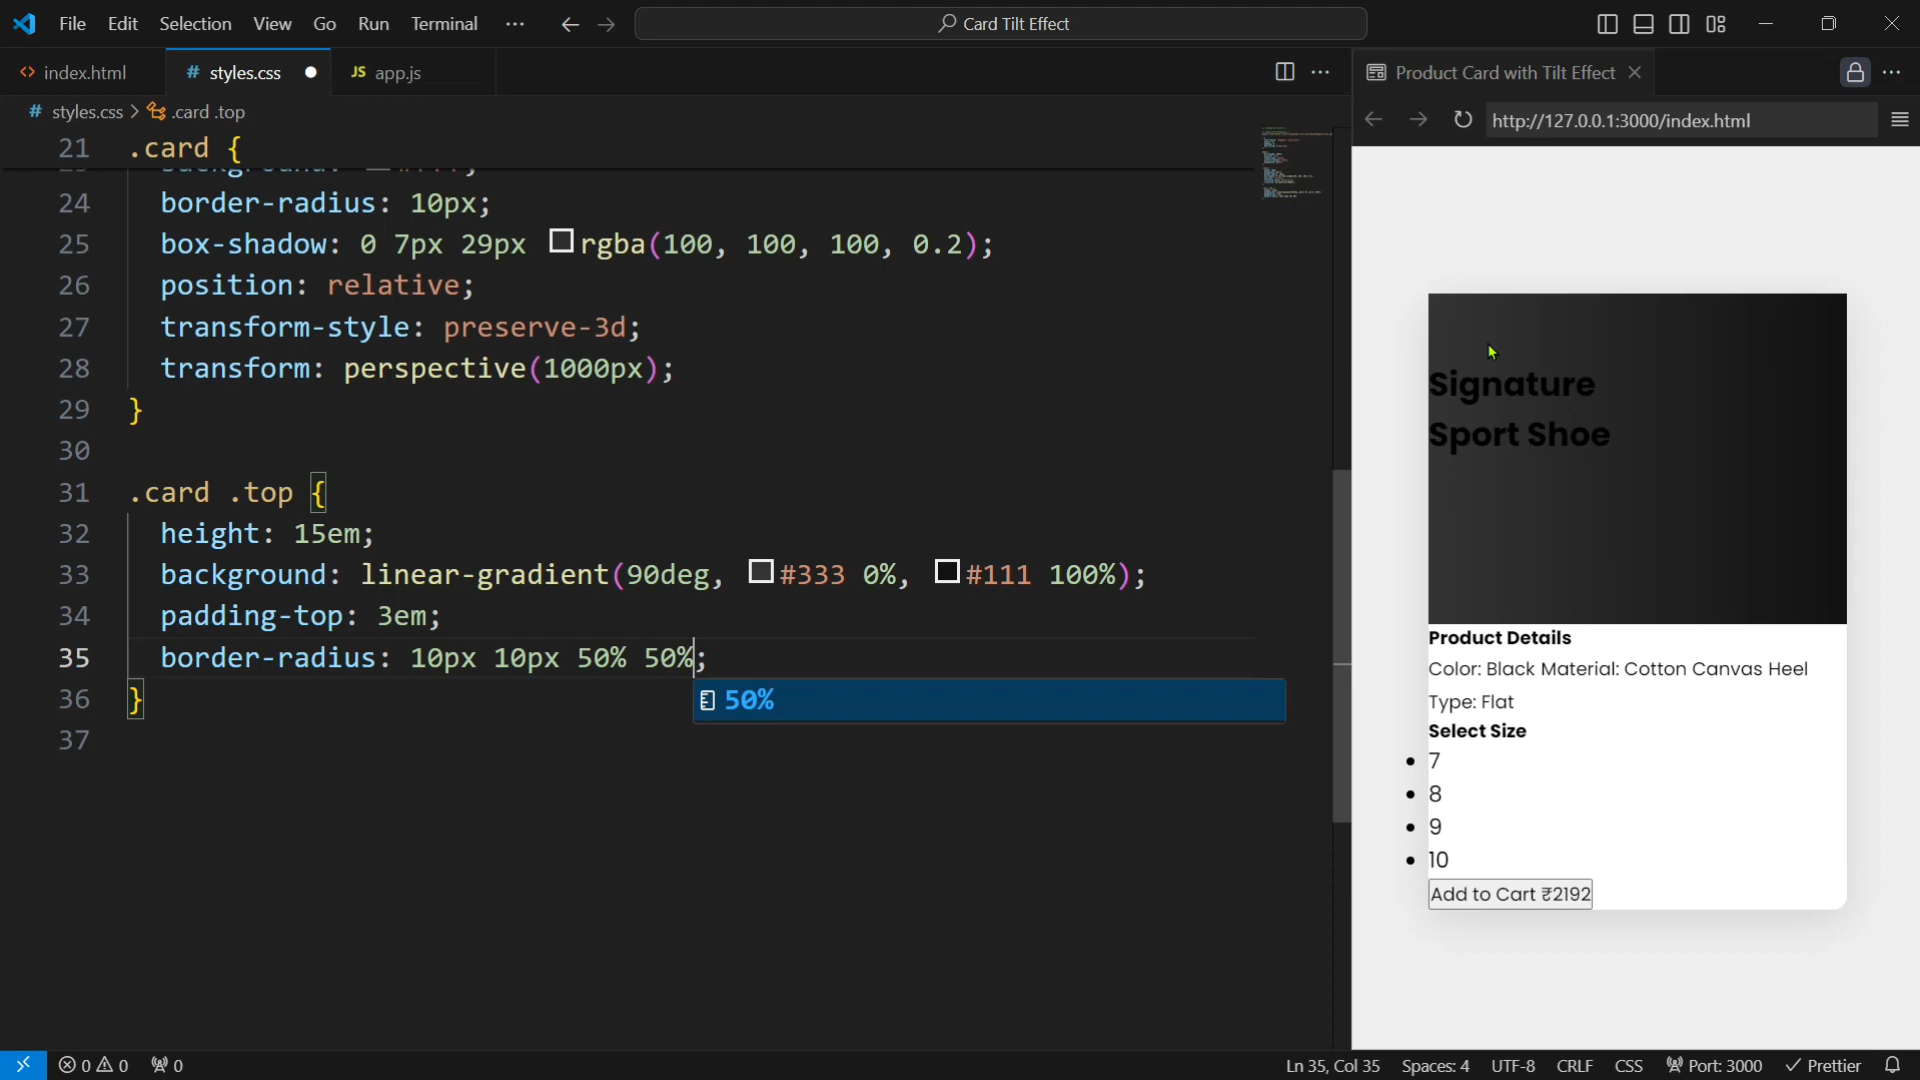 File Edit Selection View Go Run Terminal ··· Card Tilt Effect
index.html # styles.css JS app.js ··· Product Card with Tilt Effect ···
# styles.css > .card .top http://127.0.0.1:3000/index.html
21 .card {
24 border-radius: 10px;
25 box-shadow: 0 7px 29px rgba(100, 100, 100, 0.2);
26 position: relative;
27 transform-style: preserve-3d;
28 transform: perspective(1000px);
29 }
30
31 .card .top {
32 height: 15em;
33 background: linear-gradient(90deg, #333 0%, #111 100%);
34 padding-top: 3em;
35 border-radius: 10px 10px 50% 50%;
50%
36 }
37
Signature
Sport Shoe
Product Details
Color: Black Material: Cotton Canvas Heel
Type: Flat
Select Size
• 7
• 8
• 9
• 10
Add to Cart ₹2192
0 0 0 Ln 35, Col 35 Spaces: 4 UTF-8 CRLF CSS Port: 3000 Prettier